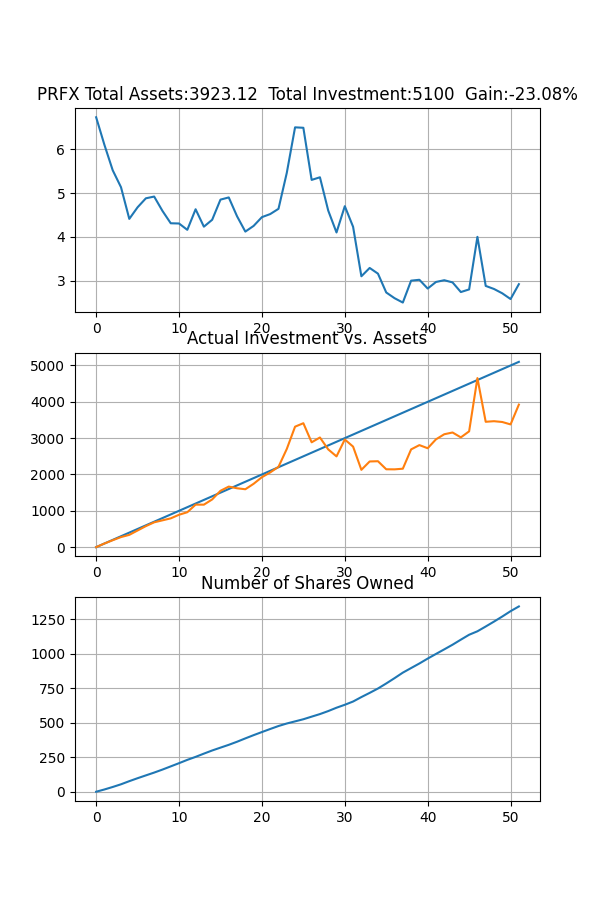 PRFX Total Assets:3923.12  Total Investment:5100  Gain:-23.08%
6
5
4
3
0 10 20 30 40 50
Actual Investment vs. Assets
5000
4000
3000
2000
1000
0
0 10 20 30 40 50
Number of Shares Owned
1250
1000
750
500
250
0
0 10 20 30 40 50